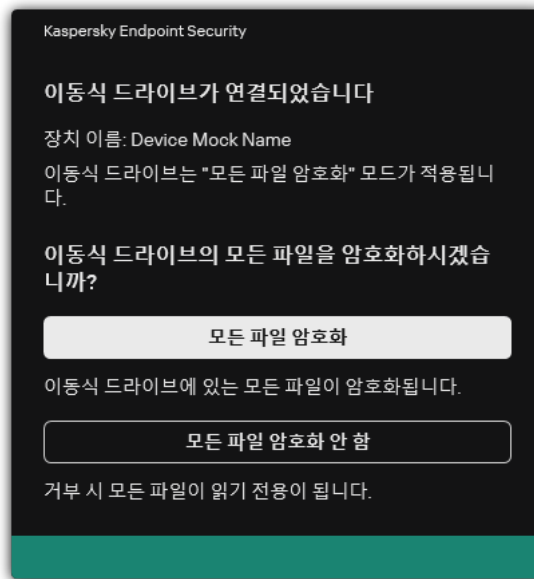 Kaspersky Endpoint Security
이동식 드라이브가 연결되었습니다
장치 이름: Device Mock Name
이동식 드라이브는 "모든 파일 암호화" 모드가 적용됩니
다.
이동식 드라이브의 모든 파일을 암호화하시겠습
니까?
모든 파일 암호화
이동식 드라이브에 있는 모든 파일이 암호화됩니다.
모든 파일 암호화 안 함
거부 시 모든 파일이 읽기 전용이 됩니다.